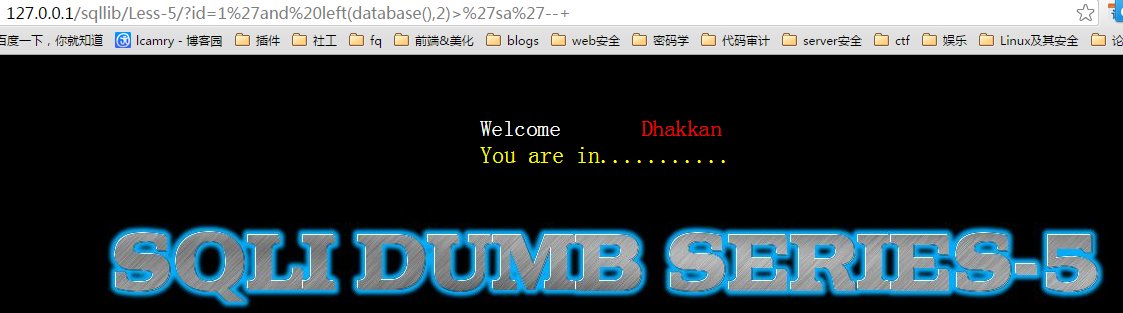 127.0.0.1/sqllib/Less-5/?id=1%27and%20left(database(),2)>%27sa%27--+
百度一下，你就知道 lcamry - 博客园 插件 社工 fq 前端&美化 blogs web安全 密码学 代码审计 server安全 ctf 娱乐 Linux及其安全 论
Welcome Dhakkan
You are in...........
SQLI DUMB SERIES-5